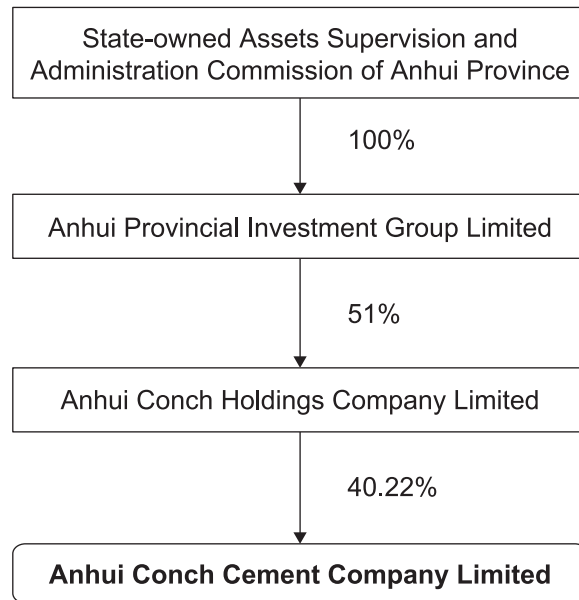 State-owned Assets Supervision and
Administration Commission of Anhui Province
100%
Anhui Provincial Investment Group Limited
51%
Anhui Conch Holdings Company Limited
40.22%
Anhui Conch Cement Company Limited